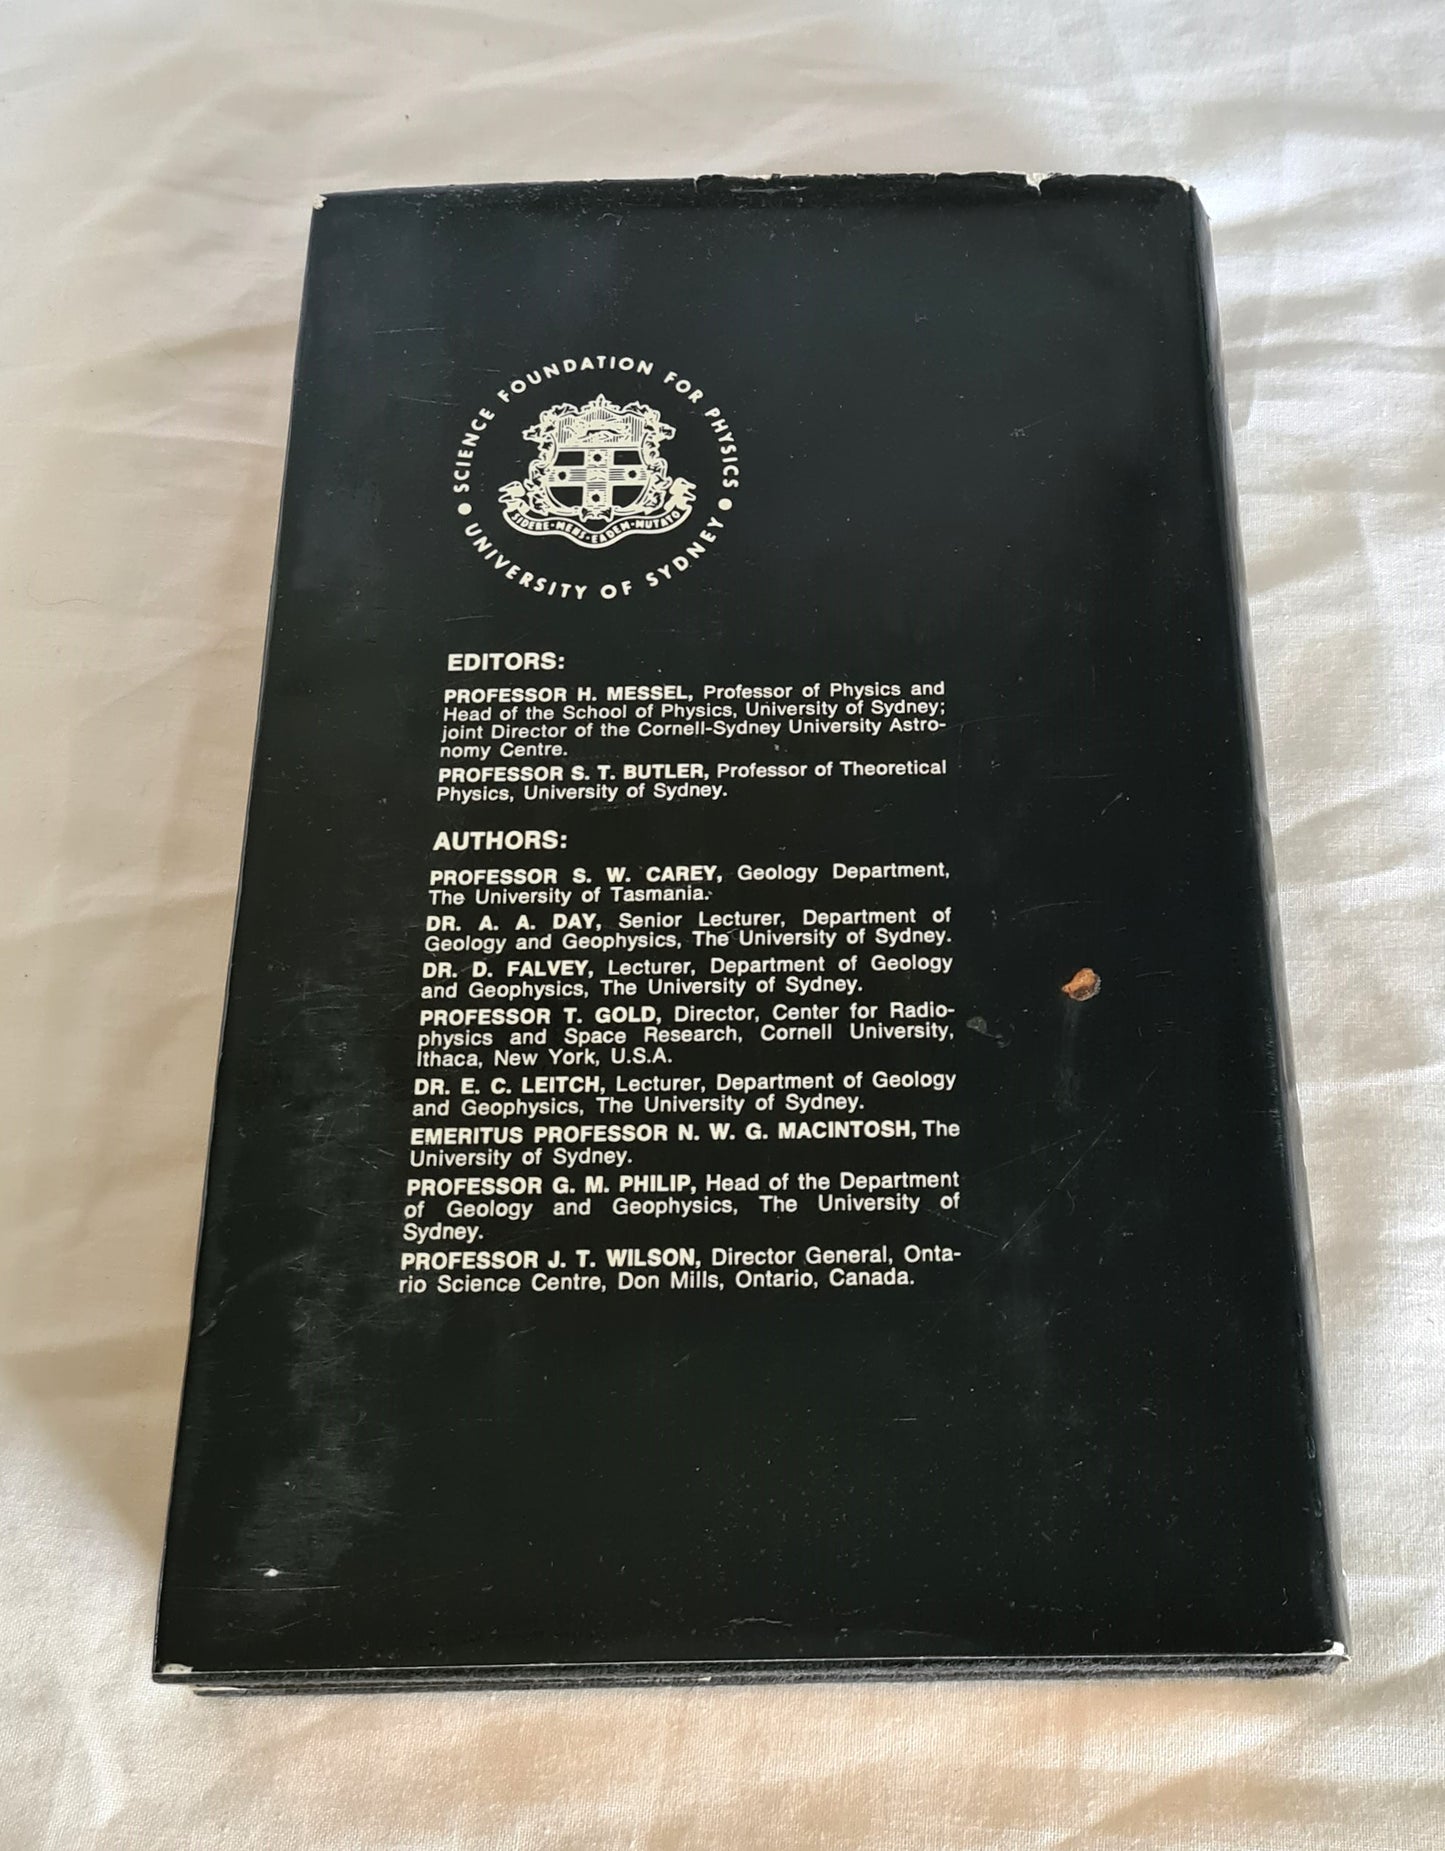 SCIENCE FOUNDATION FOR PHYSICS
UNIVERSITY OF SYDNEY
SIDERE·MENS·EADEM·MUTATO
EDITORS:
PROFESSOR H. MESSEL, Professor of Physics and
Head of the School of Physics, University of Sydney;
joint Director of the Cornell-Sydney University Astro-
nomy Centre.
PROFESSOR S. T. BUTLER, Professor of Theoretical
Physics, University of Sydney.
AUTHORS:
PROFESSOR S. W. CAREY, Geology Department,
The University of Tasmania.
DR. A. A. DAY, Senior Lecturer, Department of
Geology and Geophysics, The University of Sydney.
DR. D. FALVEY, Lecturer, Department of Geology
and Geophysics, The University of Sydney.
PROFESSOR T. GOLD, Director, Center for Radio-
physics and Space Research, Cornell University,
Ithaca, New York, U.S.A.
DR. E. C. LEITCH, Lecturer, Department of Geology
and Geophysics, The University of Sydney.
EMERITUS PROFESSOR N. W. G. MACINTOSH, The
University of Sydney.
PROFESSOR G. M. PHILIP, Head of the Department
of Geology and Geophysics, The University of
Sydney.
PROFESSOR J. T. WILSON, Director General, Onta-
rio Science Centre, Don Mills, Ontario, Canada.